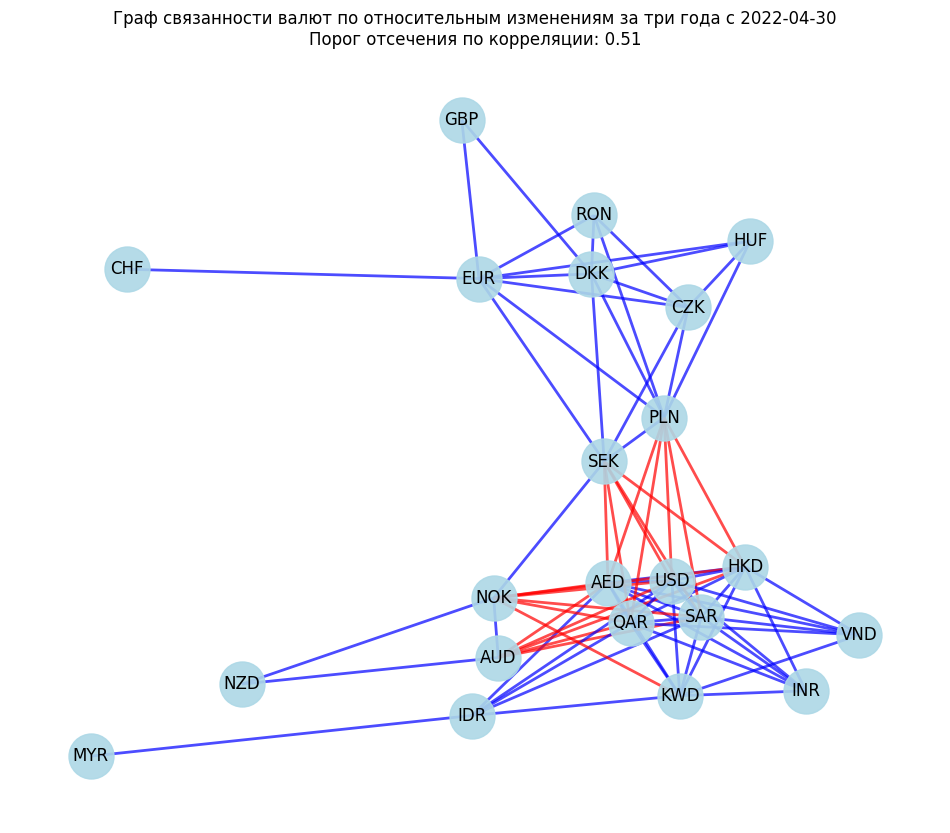 Граф связанности валют по относительным изменениям за три года с 2022-04-30
Порог отсечения по корреляции: 0.51
GBP
RON
HUF
CHF
EUR
DKK
CZK
PLN
SEK
HKD
AED
USD
NOK
QAR
SAR
VND
AUD
NZD
KWD
INR
IDR
MYR